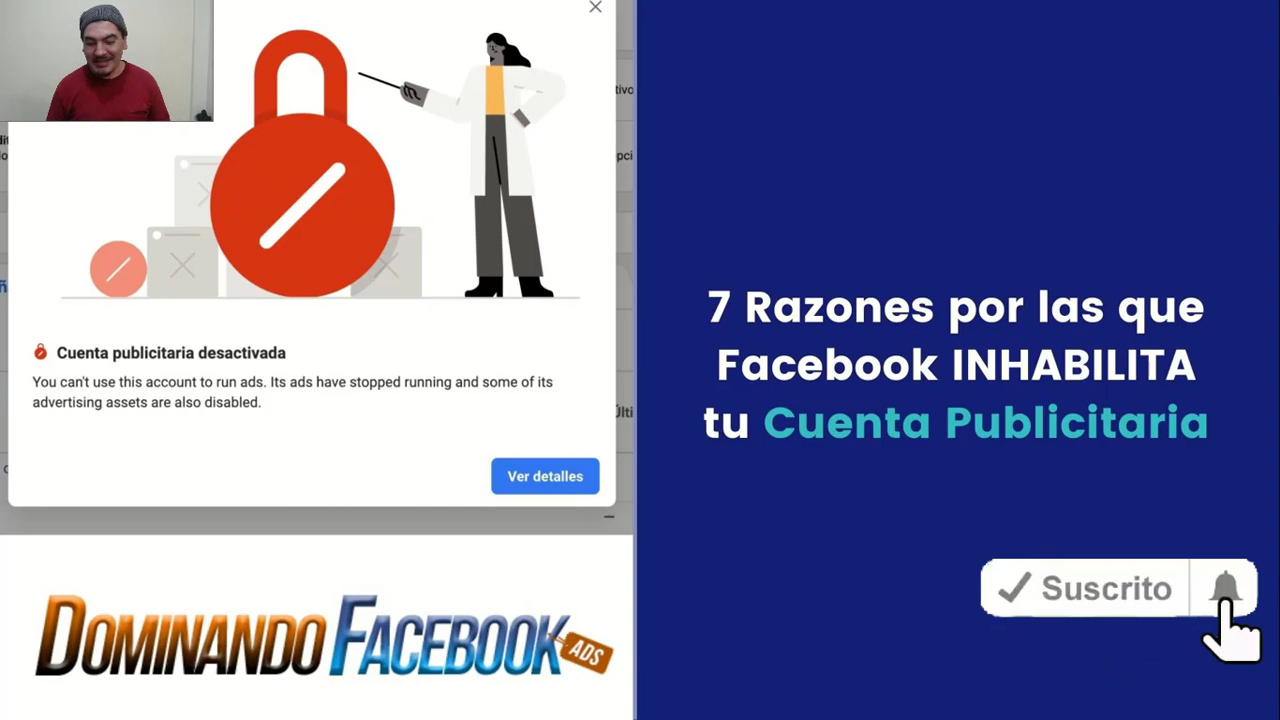 Cuenta publicitaria desactivada
You can't use this account to run ads. Its ads have stopped running and some of its
advertising assets are also disabled.
Ver detalles
DOMINANDO FACEBOOK ADS
7 Razones por las que
Facebook INHABILITA
tu Cuenta Publicitaria
Suscrito